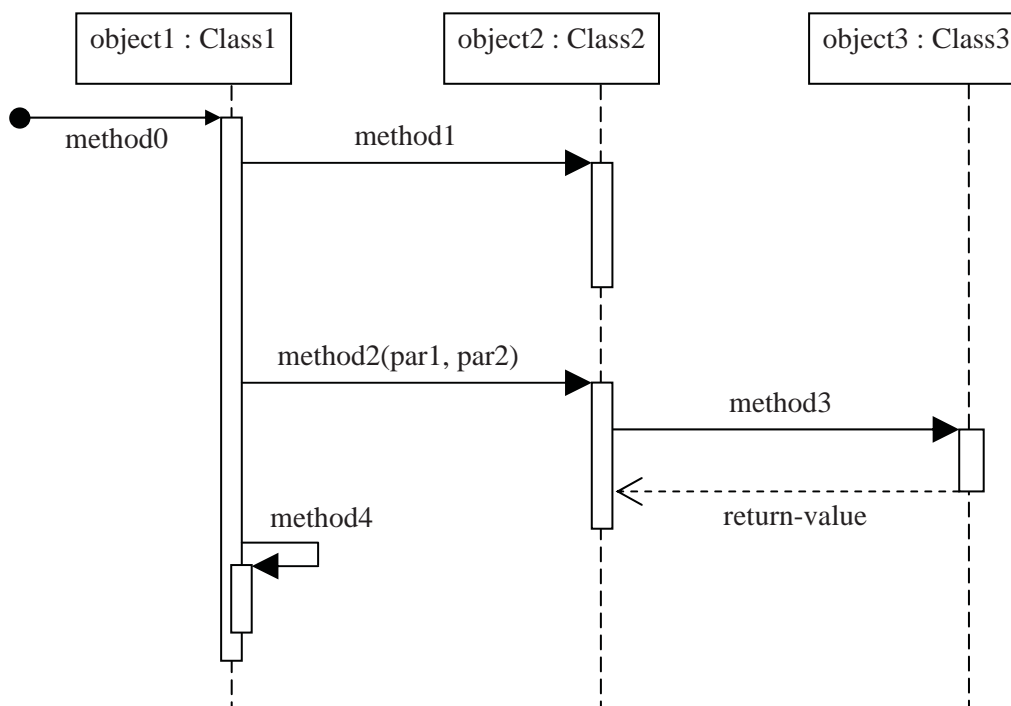 object1 : Class1
object2 : Class2
object3 : Class3
method0
method1
method2(par1, par2)
method3
return-value
method4